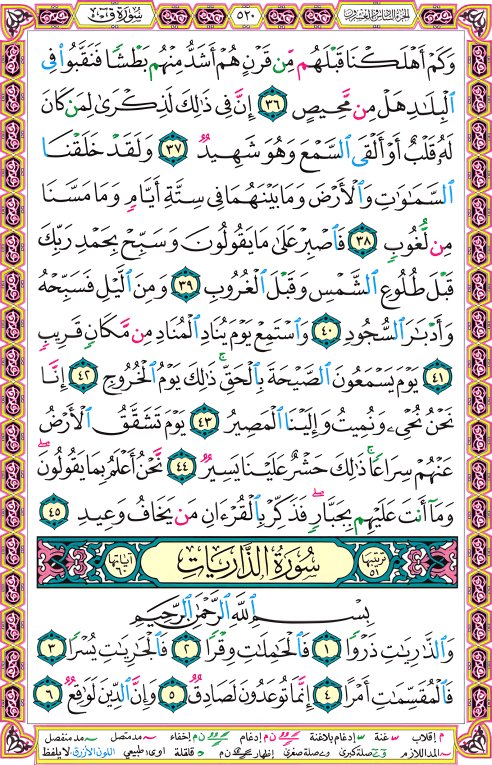 سُورَةُ قٓ ٥٢٠ الجزء السادس والعشرون
وَكَمْ أَهْلَكْنَا قَبْلَهُم مِّن قَرْنٍ هُمْ أَشَدُّ مِنْهُم بَطْشًا فَنَقَّبُوا۟ فِى
ٱلْبِلَـٰدِ هَلْ مِن مَّحِيصٍ ٣٦ إِنَّ فِى ذَٰلِكَ لَذِكْرَىٰ لِمَن كَانَ
لَهُۥ قَلْبٌ أَوْ أَلْقَى ٱلسَّمْعَ وَهُوَ شَهِيدٌ ٣٧ وَلَقَدْ خَلَقْنَا
ٱلسَّمَـٰوَٰتِ وَٱلْأَرْضَ وَمَا بَيْنَهُمَا فِى سِتَّةِ أَيَّامٍ وَمَا مَسَّنَا
مِن لُّغُوبٍ ٣٨ فَٱصْبِرْ عَلَىٰ مَا يَقُولُونَ وَسَبِّحْ بِحَمْدِ رَبِّكَ
قَبْلَ طُلُوعِ ٱلشَّمْسِ وَقَبْلَ ٱلْغُرُوبِ ٣٩ وَمِنَ ٱلَّيْلِ فَسَبِّحْهُ
وَأَدْبَـٰرَ ٱلسُّجُودِ ٤٠ وَٱسْتَمِعْ يَوْمَ يُنَادِ ٱلْمُنَادِ مِن مَّكَانٍ قَرِيبٍ
٤١ يَوْمَ يَسْمَعُونَ ٱلصَّيْحَةَ بِٱلْحَقِّ ۚ ذَٰلِكَ يَوْمُ ٱلْخُرُوجِ ٤٢ إِنَّا
نَحْنُ نُحْىِۦ وَنُمِيتُ وَإِلَيْنَا ٱلْمَصِيرُ ٤٣ يَوْمَ تَشَقَّقُ ٱلْأَرْضُ
عَنْهُمْ سِرَاعًا ۚ ذَٰلِكَ حَشْرٌ عَلَيْنَا يَسِيرٌ ٤٤ نَّحْنُ أَعْلَمُ بِمَا يَقُولُونَ ۖ
وَمَآ أَنتَ عَلَيْهِم بِجَبَّارٍ ۖ فَذَكِّرْ بِٱلْقُرْءَانِ مَن يَخَافُ وَعِيدِ ٤٥
ترتيبها ٥١ سُورَةُ الذَّارِيَاتِ آياتها ٦٠
بِسْمِ ٱللَّهِ ٱلرَّحْمَـٰنِ ٱلرَّحِيمِ
وَٱلذَّٰرِيَـٰتِ ذَرْوًا ١ فَٱلْحَـٰمِلَـٰتِ وِقْرًا ٢ فَٱلْجَـٰرِيَـٰتِ يُسْرًا ٣
فَٱلْمُقَسِّمَـٰتِ أَمْرًا ٤ إِنَّمَا تُوعَدُونَ لَصَادِقٌ ٥ وَإِنَّ ٱلدِّينَ لَوَٰقِعٌ ٦
م إقلاب غنة إدغام بلاغنة ن م إدغام ن م إخفاء مد متصل مد منفصل
المد اللازم صلة كبرى صلة صغرى إظهار ن م قلقلة اوى: طبيعي اللون الأزرق: لا يلفظ